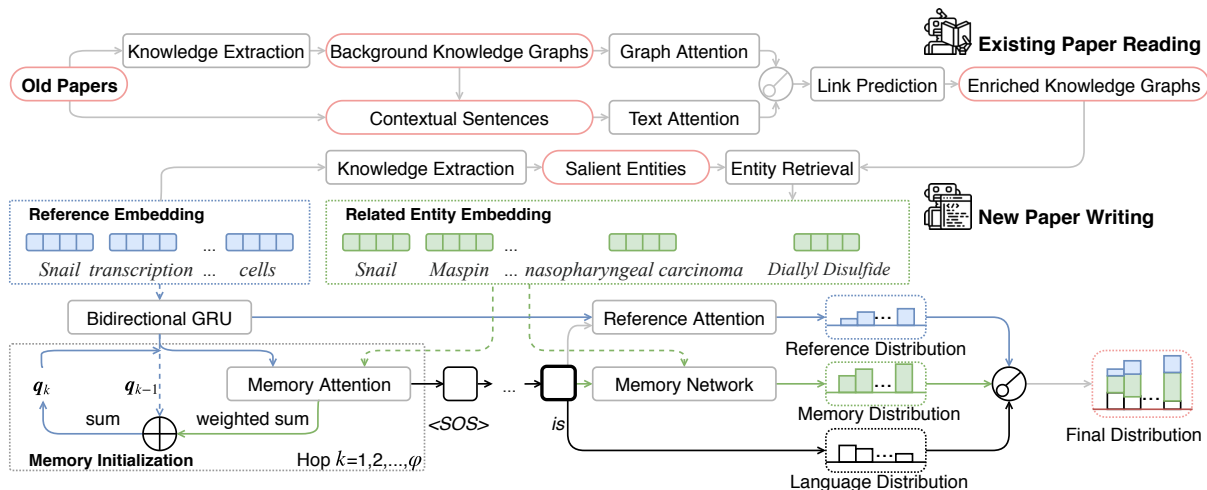 Knowledge Extraction
Background Knowledge Graphs
Graph Attention
Existing Paper Reading
Old Papers
Link Prediction
Enriched Knowledge Graphs
Contextual Sentences
Text Attention
Knowledge Extraction
Salient Entities
Entity Retrieval
Reference Embedding
Related Entity Embedding
New Paper Writing
... ...
Snail transcription ... cells
Snail Maspin ... nasopharyngeal carcinoma Diallyl Disulfide
Bidirectional GRU
Reference Attention
...
Reference Distribution
q_k
q_{k−1}
Memory Attention
...
Memory Network
...
...
sum
weighted sum
<SOS>
is
Memory Distribution
Final Distribution
Memory Initialization
Hop k=1,2,...,φ
...
Language Distribution